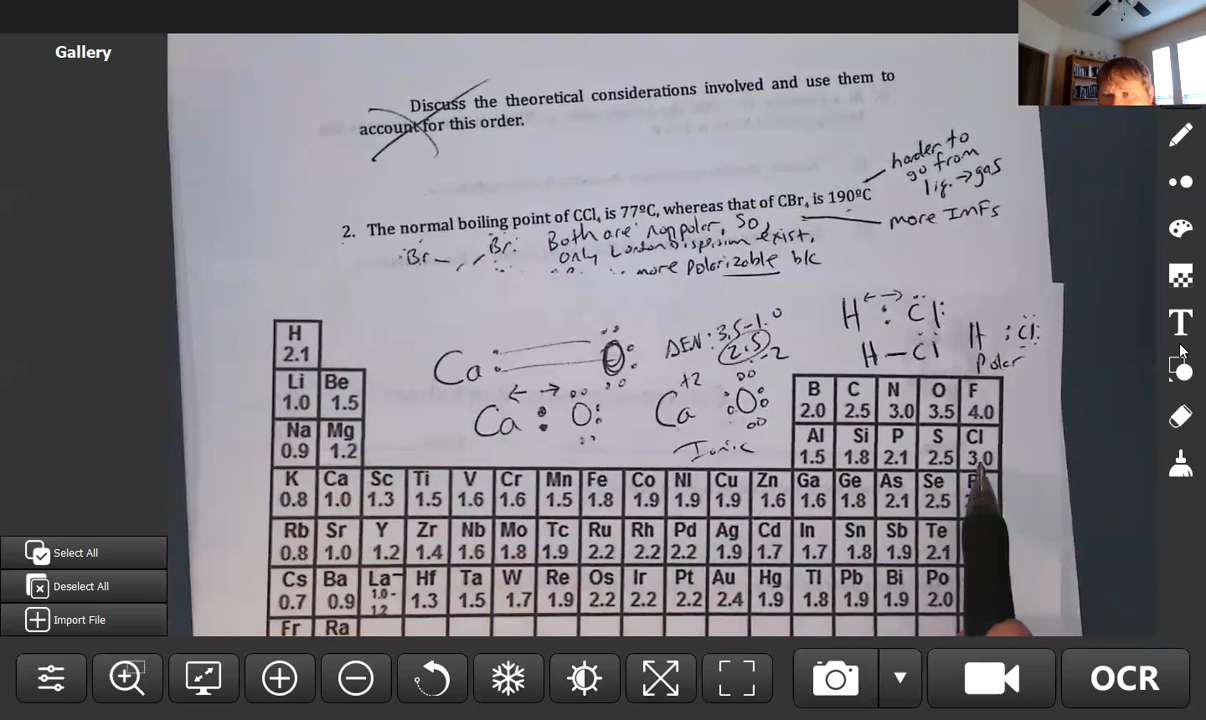 Gallery
Discuss the theoretical considerations involved and use them to
account for this order.
2. The normal boiling point of CCl₄ is 77ºC, whereas that of CBr₄ is 190ºC
harder to
go from
liq. → gas
more IMFs
Br Br
Both are nonpolar, So,
only London Dispersion exist.
more Polarizable b/c
Ca O
ΔEN: 3.5-1.0
2.5
Ca O
Ca +2 O -2
Ionic
H : Cl
H — Cl
H : Cl
Polar
H
2.1
Li Be B C N O F
1.0 1.5 2.0 2.5 3.0 3.5 4.0
Na Mg Al Si P S Cl
0.9 1.2 1.5 1.8 2.1 2.5 3.0
K Ca Sc Ti V Cr Mn Fe Co Ni Cu Zn Ga Ge As Se
0.8 1.0 1.3 1.5 1.6 1.6 1.5 1.8 1.9 1.9 1.9 1.6 1.6 1.8 2.1 2.5
Rb Sr Y Zr Nb Mo Tc Ru Rh Pd Ag Cd In Sn Sb Te
0.8 1.0 1.2 1.4 1.6 1.8 1.9 2.2 2.2 2.2 1.9 1.7 1.7 1.8 1.9 2.1
Cs Ba La- Hf Ta W Re Os Ir Pt Au Hg Tl Pb Bi Po
0.7 0.9 1.0-1.2 1.3 1.5 1.7 1.9 2.2 2.2 2.2 2.4 1.9 1.8 1.9 1.9 2.0
Fr Ra
Select All
Deselect All
Import File
T
OCR